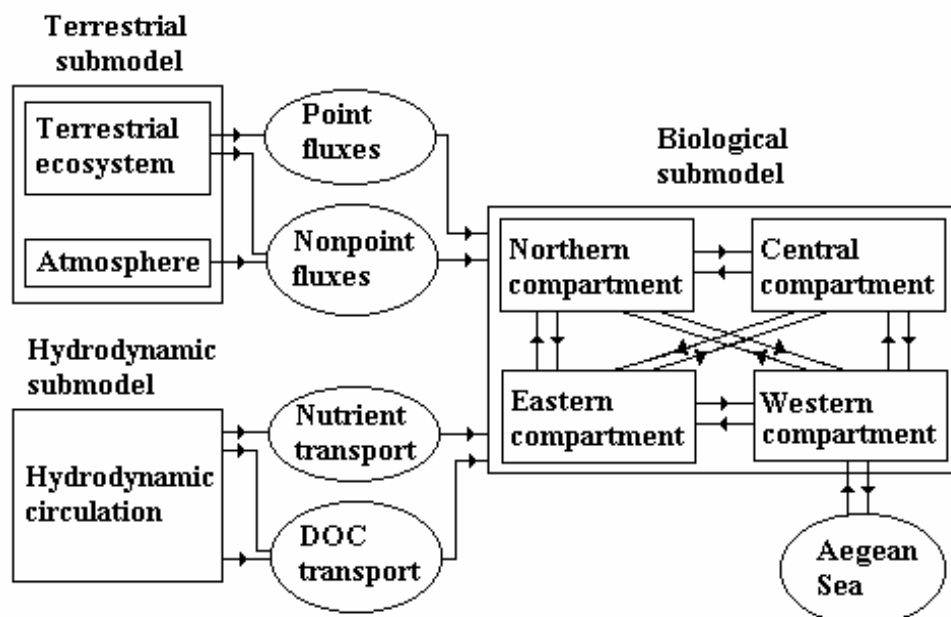 Terrestrial
submodel
Terrestrial
ecosystem
Atmosphere
Point
fluxes
Nonpoint
fluxes
Hydrodynamic
submodel
Hydrodynamic
circulation
Nutrient
transport
DOC
transport
Biological
submodel
Northern
compartment
Central
compartment
Eastern
compartment
Western
compartment
Aegean
Sea